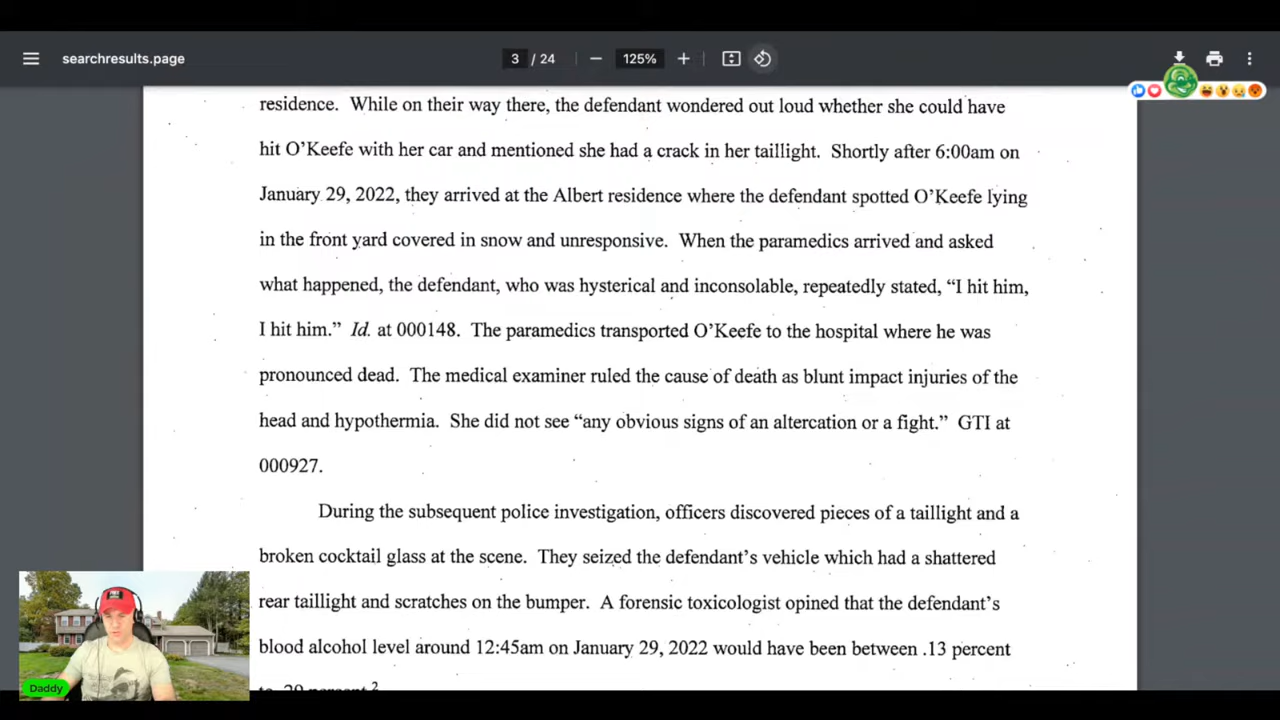 searchresults.page
3 / 24
125%
residence. While on their way there, the defendant wondered out loud whether she could have
hit O’Keefe with her car and mentioned she had a crack in her taillight. Shortly after 6:00am on
January 29, 2022, they arrived at the Albert residence where the defendant spotted O’Keefe lying
in the front yard covered in snow and unresponsive. When the paramedics arrived and asked
what happened, the defendant, who was hysterical and inconsolable, repeatedly stated, “I hit him,
I hit him.” Id. at 000148. The paramedics transported O’Keefe to the hospital where he was
pronounced dead. The medical examiner ruled the cause of death as blunt impact injuries of the
head and hypothermia. She did not see “any obvious signs of an altercation or a fight.” GTI at
000927.
During the subsequent police investigation, officers discovered pieces of a taillight and a
broken cocktail glass at the scene. They seized the defendant’s vehicle which had a shattered
rear taillight and scratches on the bumper. A forensic toxicologist opined that the defendant’s
blood alcohol level around 12:45am on January 29, 2022 would have been between .13 percent
Daddy